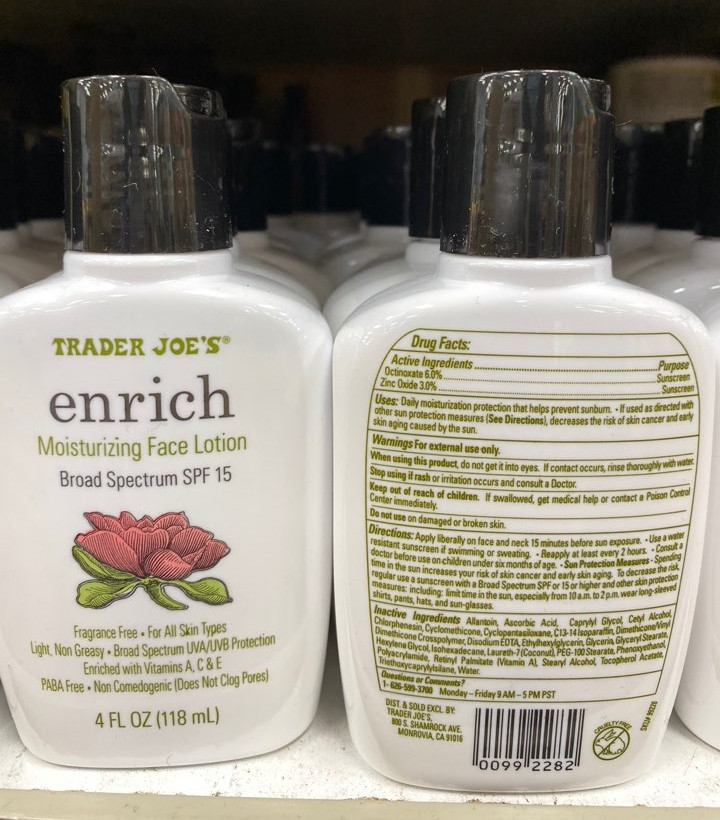 TRADER JOE'S®
enrich
Moisturizing Face Lotion
Broad Spectrum SPF 15
Fragrance Free • For All Skin Types
Light, Non Greasy • Broad Spectrum UVA/UVB Protection
Enriched with Vitamins A, C & E
PABA Free • Non Comedogenic (Does Not Clog Pores)
4 FL OZ (118 mL)
Drug Facts:
Active Ingredients Purpose
Octinoxate 6.0% Sunscreen
Zinc Oxide 3.0% Sunscreen
Uses: Daily moisturization protection that helps prevent sunburn. • If used as directed with
other sun protection measures (See Directions), decreases the risk of skin cancer and early
skin aging caused by the sun.
Warnings For external use only.
When using this product, do not get it into eyes. If contact occurs, rinse thoroughly with water.
Stop using if rash or irritation occurs and consult a Doctor.
Keep out of reach of children. If swallowed, get medical help or contact a Poison Control
Center immediately.
Do not use on damaged or broken skin.
Directions: Apply liberally on face and neck 15 minutes before sun exposure. • Use a water
resistant sunscreen if swimming or sweating. • Reapply at least every 2 hours. • Consult a
doctor before use on children under six months of age. • Sun Protection Measures - Spending
time in the sun increases your risk of skin cancer and early skin aging. To decrease the risk,
regular use a sunscreen with a Broad Spectrum SPF or 15 or higher and other skin protection
measures: including: limit time in the sun, especially from 10 a.m. to 2 p.m. wear long-sleeved
shirts, pants, hats, and sun-glasses.
Inactive Ingredients Allantoin, Ascorbic Acid, Caprylyl Glycol, Cetyl Alcohol,
Chlorphenesin, Cyclomethicone, Cyclopentasiloxane, C13-14 Isoparaffin, Dimethicone/Vinyl
Dimethicone Crosspolymer, Disodium EDTA, Ethylhexylglycerin, Glycerin, Glyceryl Stearate,
Hexylene Glycol, Isohexadecane, Laureth-7 (Coconut), PEG-100 Stearate, Phenoxyethanol,
Polyacrylamide, Retinyl Palmitate (Vitamin A), Stearyl Alcohol, Tocopherol Acetate,
Triethoxycaprylylsilane, Water.
Questions or Comments?
1- 626-599-3700 Monday – Friday 9 AM – 5 PM PST
DIST. & SOLD EXCL. BY:
TRADER JOE'S,
800 S. SHAMROCK AVE.
MONROVIA, CA 91016
0099 2282
CRUELTY FREE